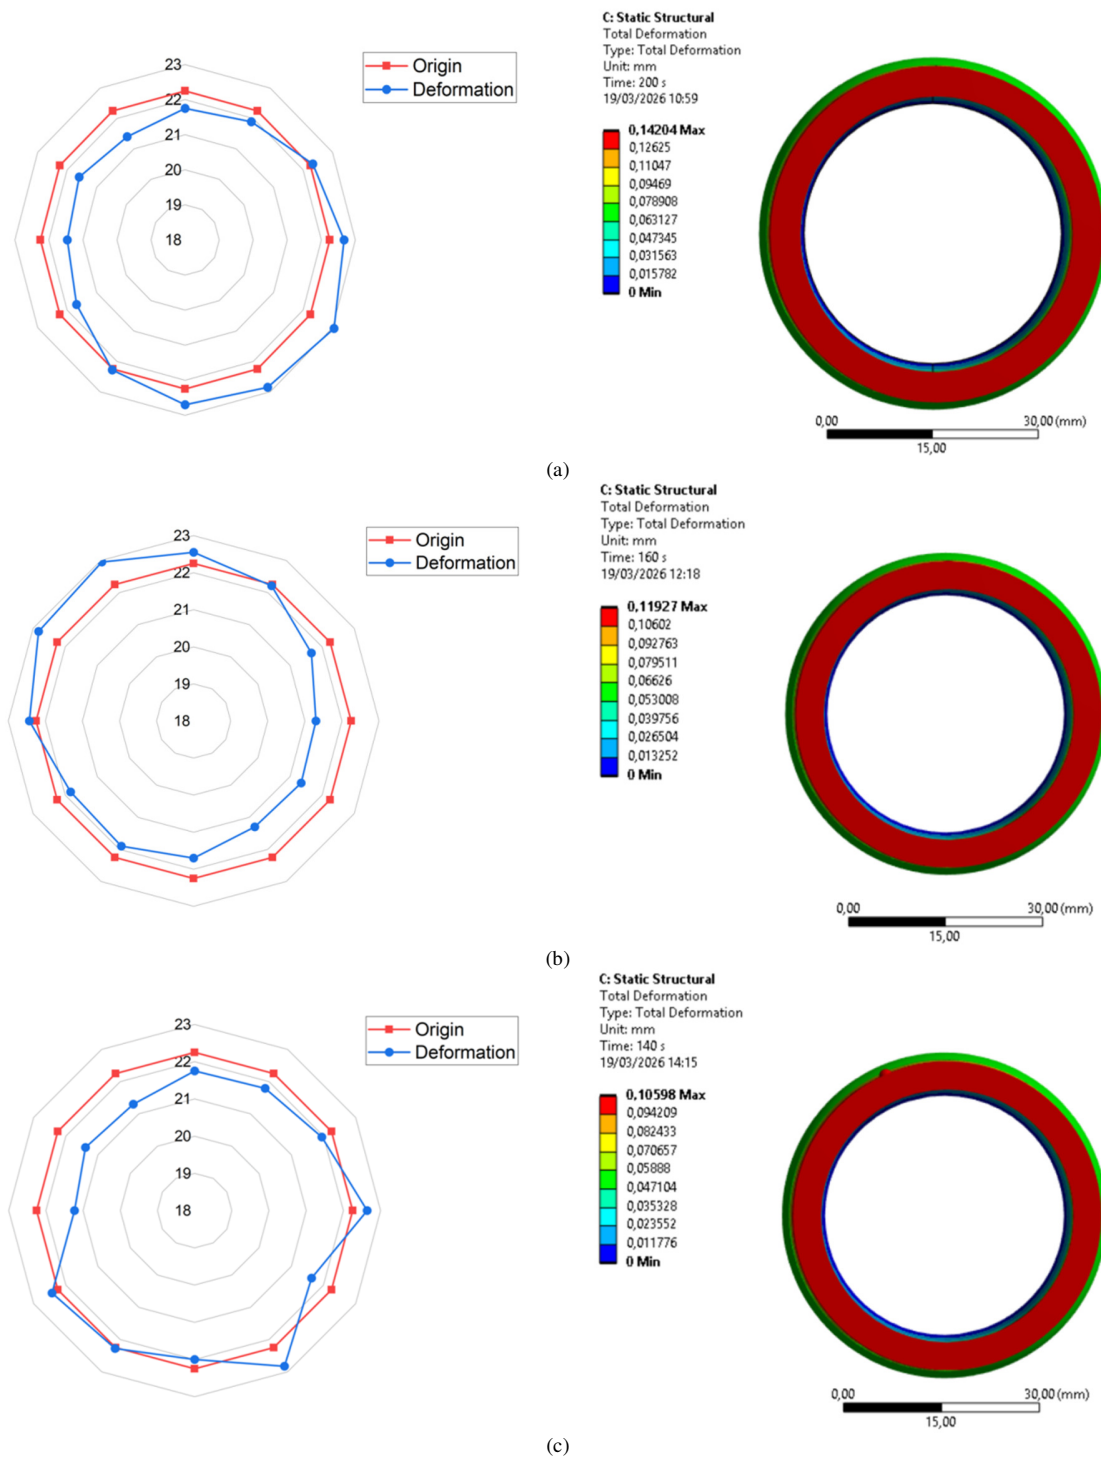 23
22
21
20
19
18
Origin
Deformation
C: Static Structural
Total Deformation
Type: Total Deformation
Unit: mm
Time: 200 s
19/03/2026 10:59
0,14204 Max
0,12625
0,11047
0,09469
0,078908
0,063127
0,047345
0,031563
0,015782
0 Min
0,00
30,00 (mm)
15,00
(a)
23
22
21
20
19
18
Origin
Deformation
C: Static Structural
Total Deformation
Type: Total Deformation
Unit: mm
Time: 160 s
19/03/2026 12:18
0,11927 Max
0,10602
0,092763
0,079511
0,06626
0,053008
0,039756
0,026504
0,013252
0 Min
0,00
30,00 (mm)
15,00
(b)
23
22
21
20
19
18
Origin
Deformation
C: Static Structural
Total Deformation
Type: Total Deformation
Unit: mm
Time: 140 s
19/03/2026 14:15
0,10598 Max
0,094209
0,082433
0,070657
0,05888
0,047104
0,035328
0,023552
0,011776
0 Min
0,00
30,00 (mm)
15,00
(c)